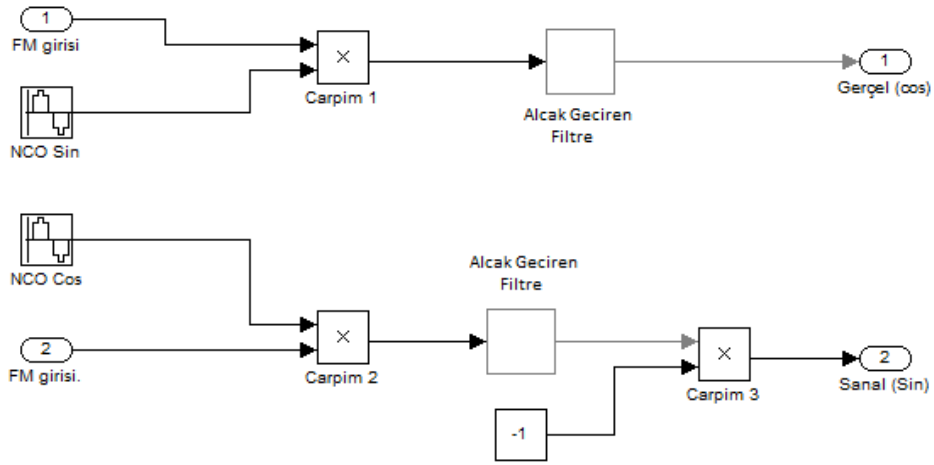 1
FM girisi
NCO Sin
Carpim 1
Alcak Geciren
Filtre
1
Gerçel (cos)
NCO Cos
2
FM girisi.
Carpim 2
Alcak Geciren
Filtre
-1
Carpim 3
2
Sanal (Sin)